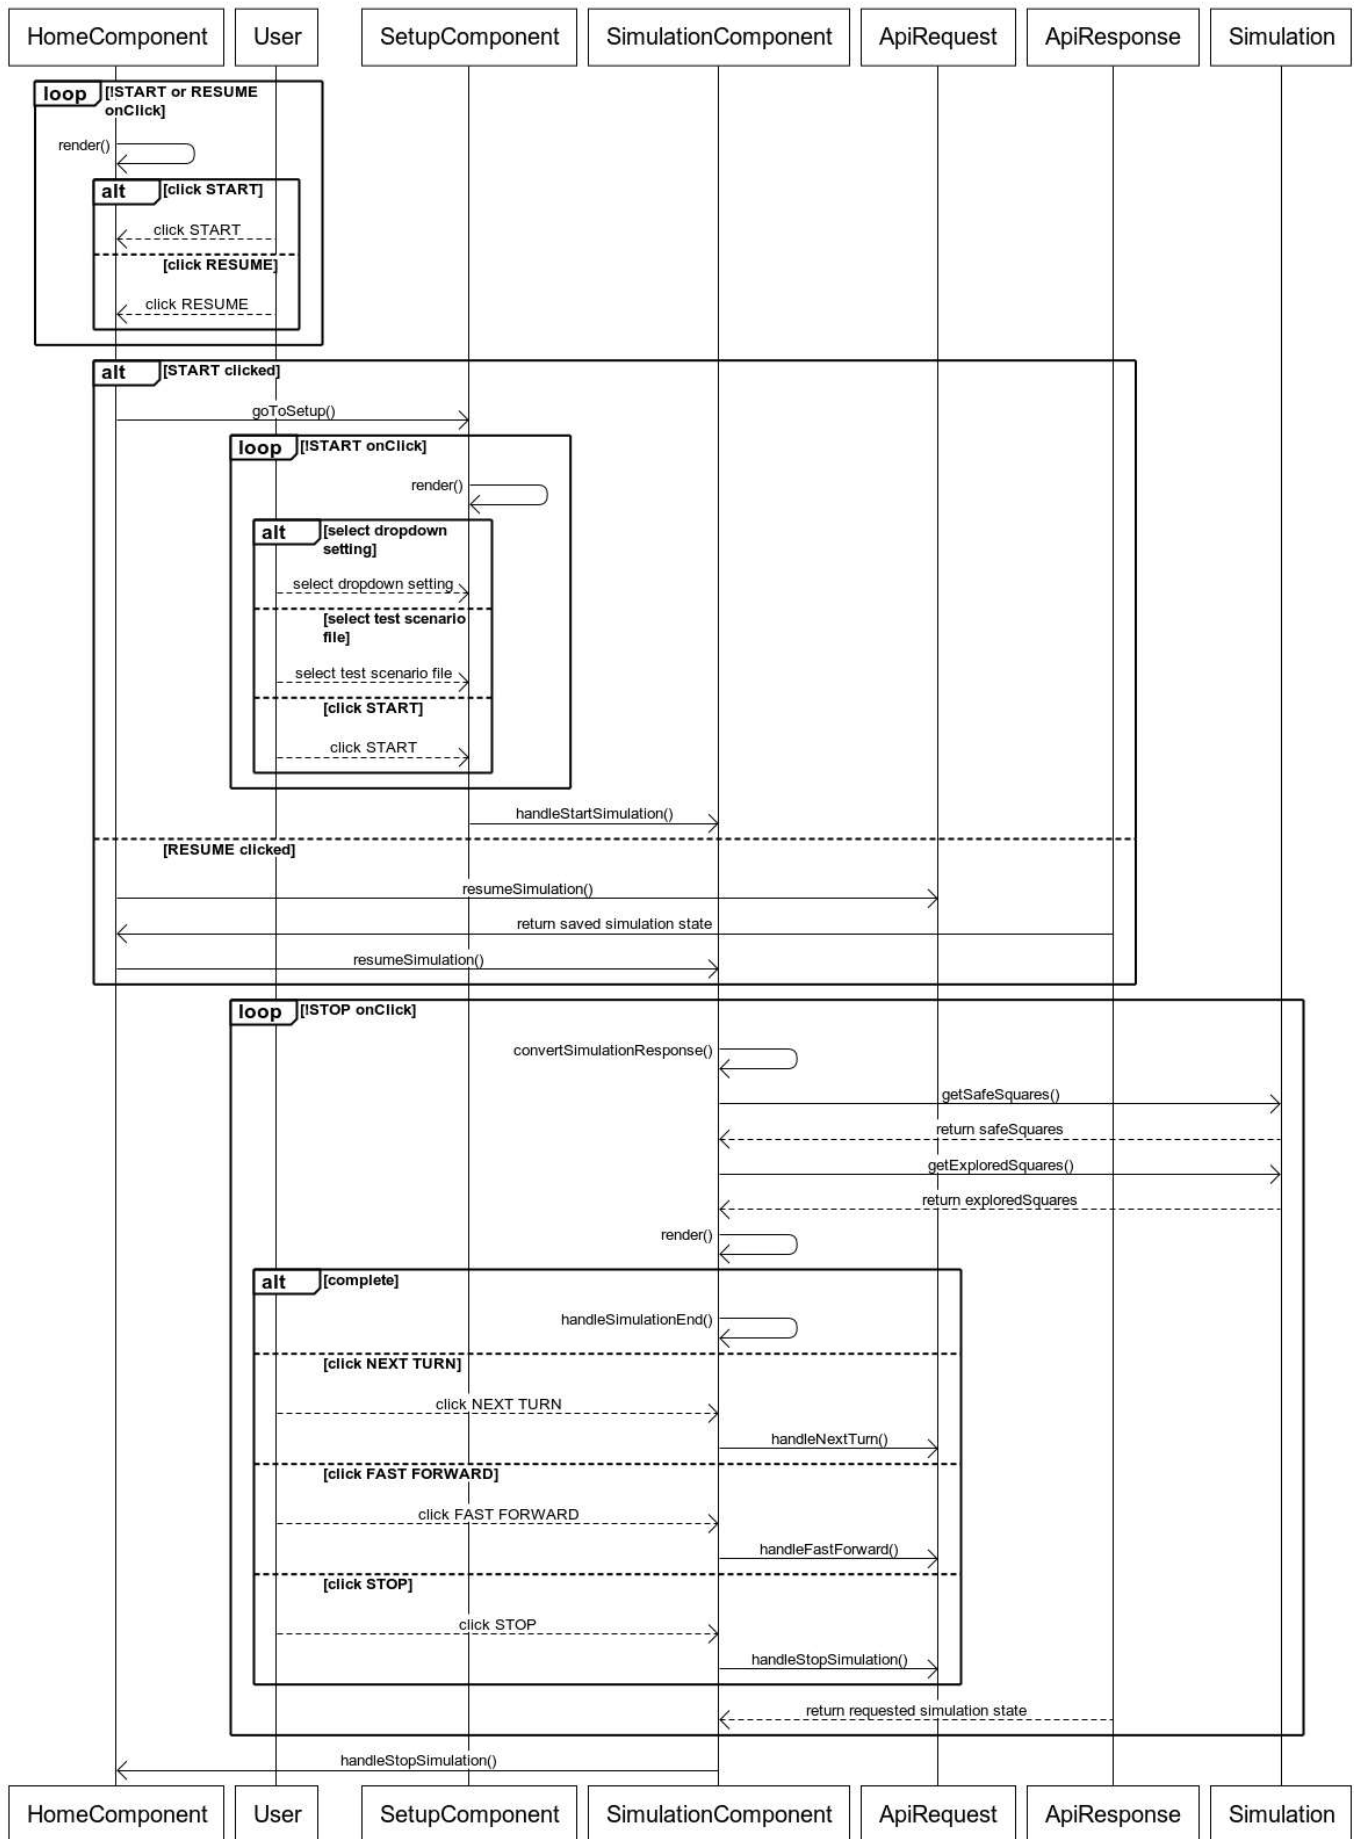 HomeComponent User SetupComponent SimulationComponent ApiRequest ApiResponse Simulation
loop [!START or RESUME
onClick]
render()
alt [click START]
click START
[click RESUME]
click RESUME
alt [START clicked]
goToSetup()
loop [!START onClick]
render()
alt [select dropdown
setting]
select dropdown setting
[select test scenario
file]
select test scenario file
[click START]
click START
handleStartSimulation()
[RESUME clicked]
resumeSimulation()
return saved simulation state
resumeSimulation()
loop [!STOP onClick]
convertSimulationResponse()
getSafeSquares()
return safeSquares
getExploredSquares()
return exploredSquares
render()
alt [complete]
handleSimulationEnd()
[click NEXT TURN]
click NEXT TURN
handleNextTurn()
[click FAST FORWARD]
click FAST FORWARD
handleFastForward()
[click STOP]
click STOP
handleStopSimulation()
return requested simulation state
handleStopSimulation()
HomeComponent User SetupComponent SimulationComponent ApiRequest ApiResponse Simulation